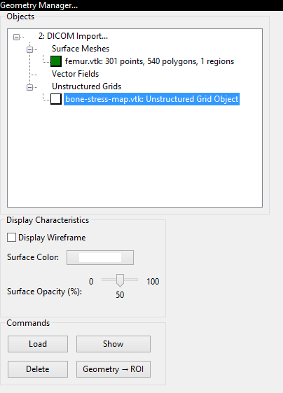 Geometry Manager...
Objects
2: DICOM Import...
Surface Meshes
femur.vtk: 301 points, 540 polygons, 1 regions
Vector Fields
Unstructured Grids
bone-stress-map.vtk: Unstructured Grid Object
Display Characteristics
Display Wireframe
Surface Color:
0 100
Surface Opacity (%):
50
Commands
Load Show
Delete Geometry → ROI